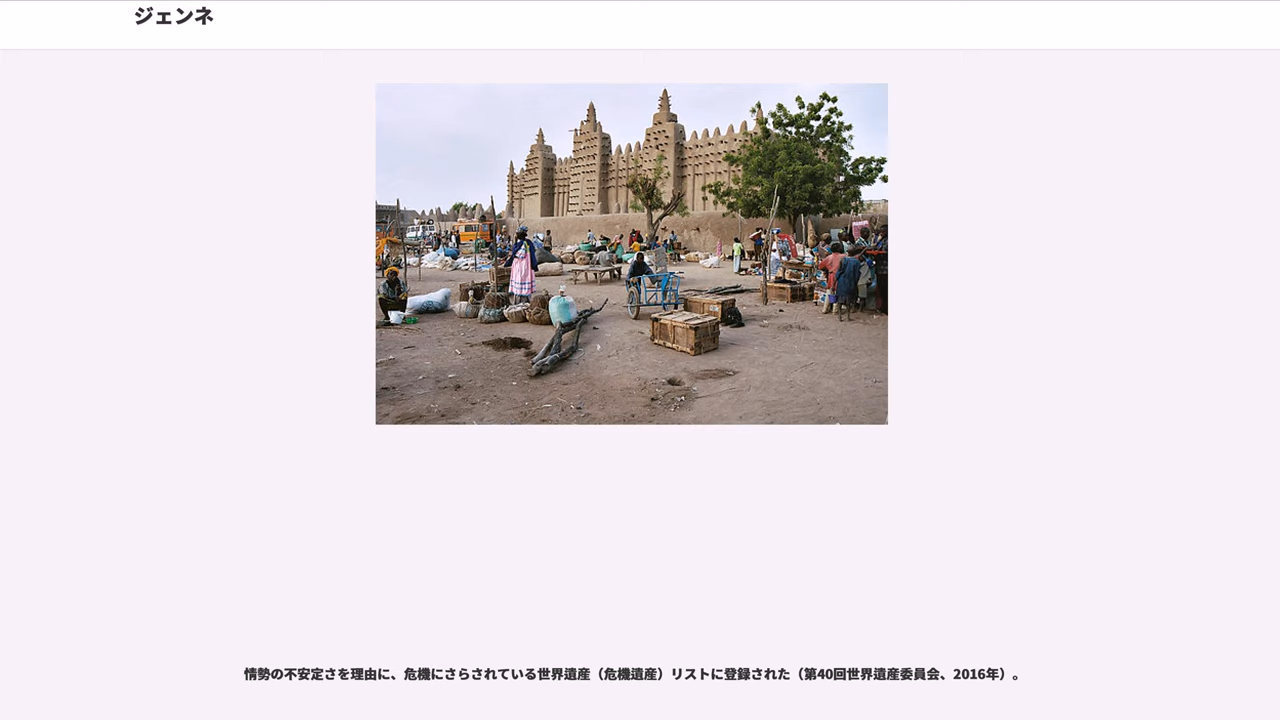 ジェンネ
情勢の不安定さを理由に、危機にさらされている世界遺産（危機遺産）リストに登録された（第40回世界遺産委員会、2016年）。